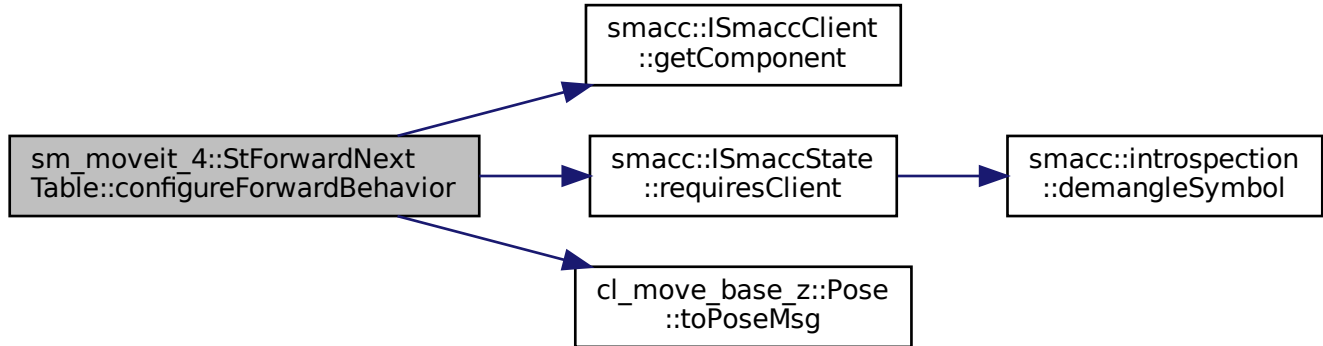 sm_moveit_4::StForwardNext
Table::configureForwardBehavior
smacc::ISmaccClient
::getComponent
smacc::ISmaccState
::requiresClient
smacc::introspection
::demangleSymbol
cl_move_base_z::Pose
::toPoseMsg